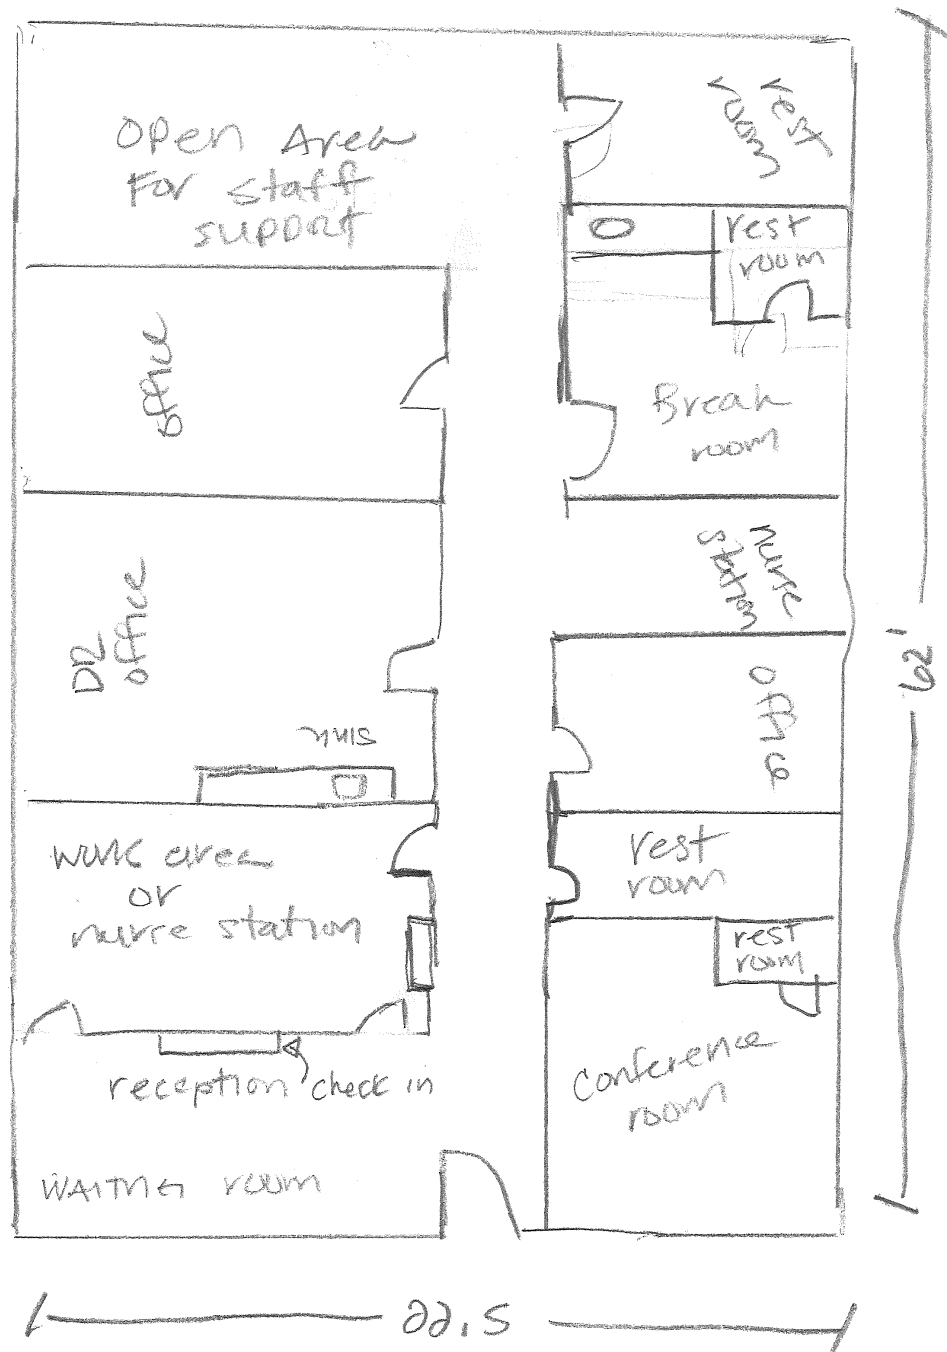 rest
room
OPEN Area
For staff
support
rest
room
office
Break
room
nurse
station
DR
office
office
sink
work area
or
nurse station
rest
room
rest
room
reception
check in
conference
room
WAITING room
62'
22.5